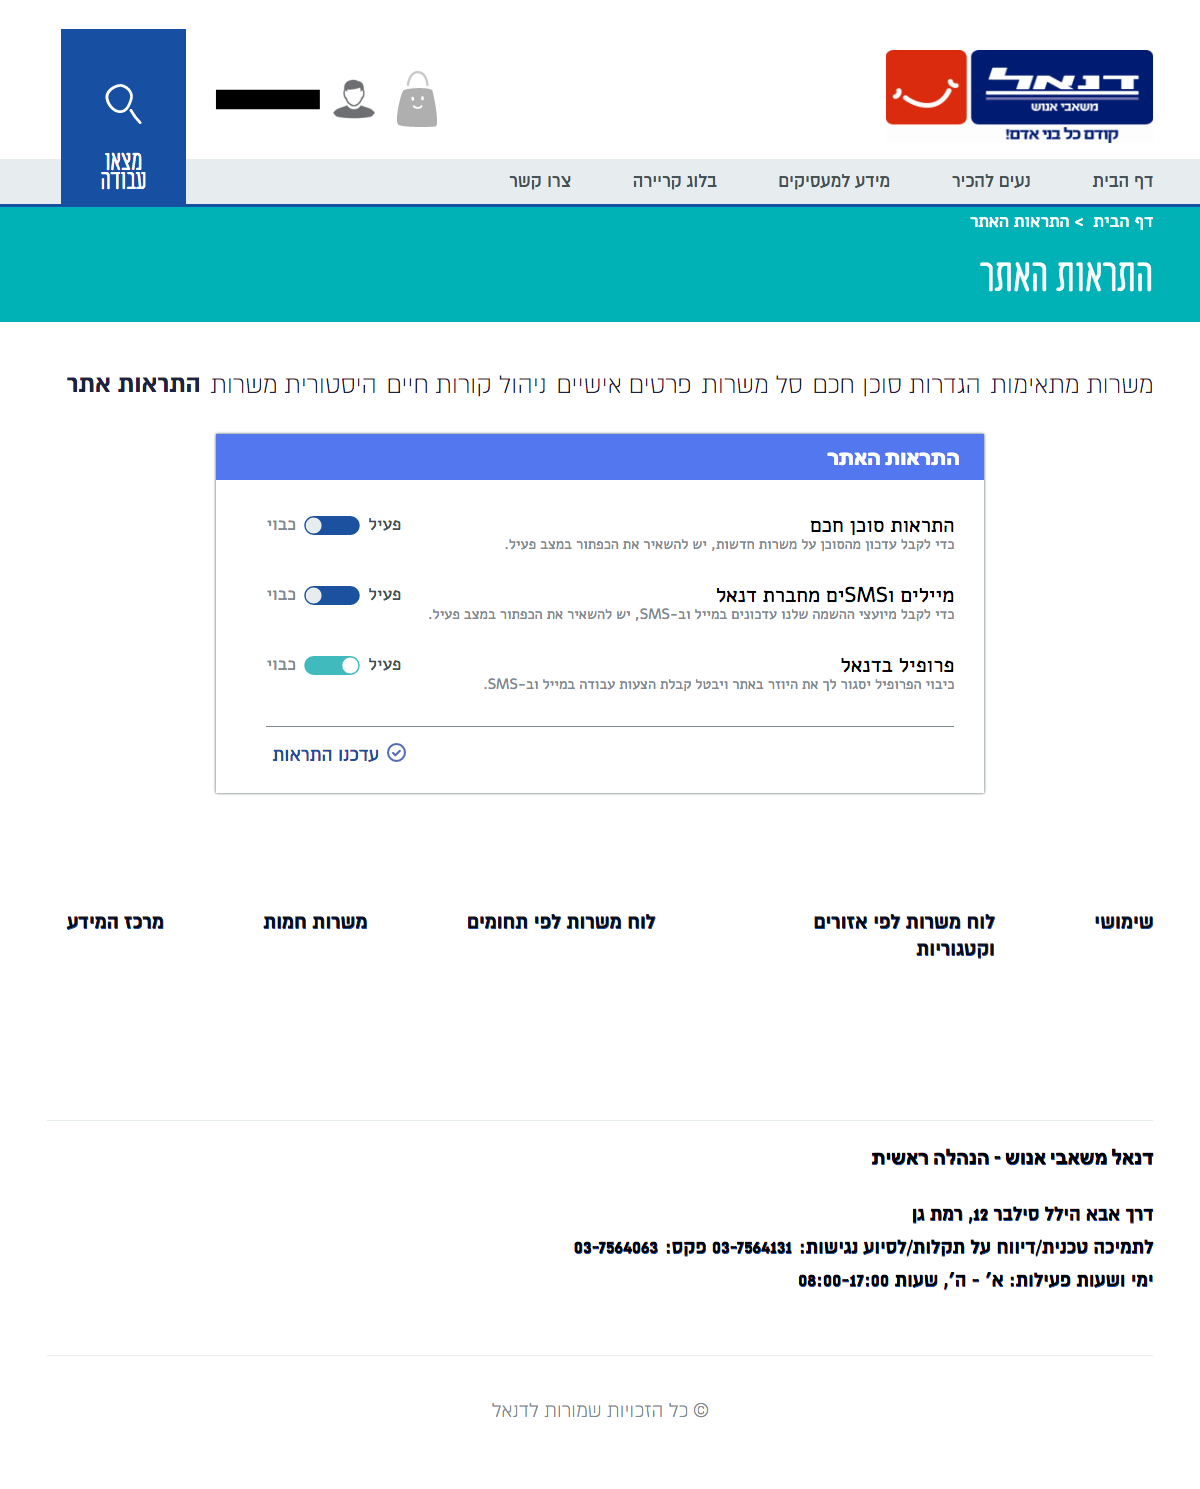 דנאל
משאבי אנוש
קודם כל בני אדם!
מצאו
עבודה
דף הבית
נעים להכיר
מידע למעסיקים
בלוג קריירה
צרו קשר
דף הבית > התראות האתר
התראות האתר
משרות מתאימות הגדרות סוכן חכם סל משרות פרטים אישיים ניהול קורות חיים היסטורית משרות התראות אתר
התראות האתר
התראות סוכן חכם
כדי לקבל עדכון מהסוכן על משרות חדשות, יש להשאיר את הכפתור במצב פעיל.
פעיל כבוי
מיילים וSMSים מחברת דנאל
כדי לקבל מיועצי ההשמה שלנו עדכונים במייל וב-SMS, יש להשאיר את הכפתור במצב פעיל.
פעיל כבוי
פרופיל בדנאל
כיבוי הפרופיל יסגור לך את היוזר באתר ויבטל קבלת הצעות עבודה במייל וב-SMS.
פעיל כבוי
עדכנו התראות
שימושי
לוח משרות לפי אזורים
וקטגוריות
לוח משרות לפי תחומים
משרות חמות
מרכז המידע
דנאל משאבי אנוש - הנהלה ראשית
דרך אבא הילל סילבר 12, רמת גן
לתמיכה טכנית/דיווח על תקלות/לסיוע נגישות: 03-7564131 פקס: 03-7564063
ימי ושעות פעילות: א' - ה', שעות 08:00-17:00
© כל הזכויות שמורות לדנאל